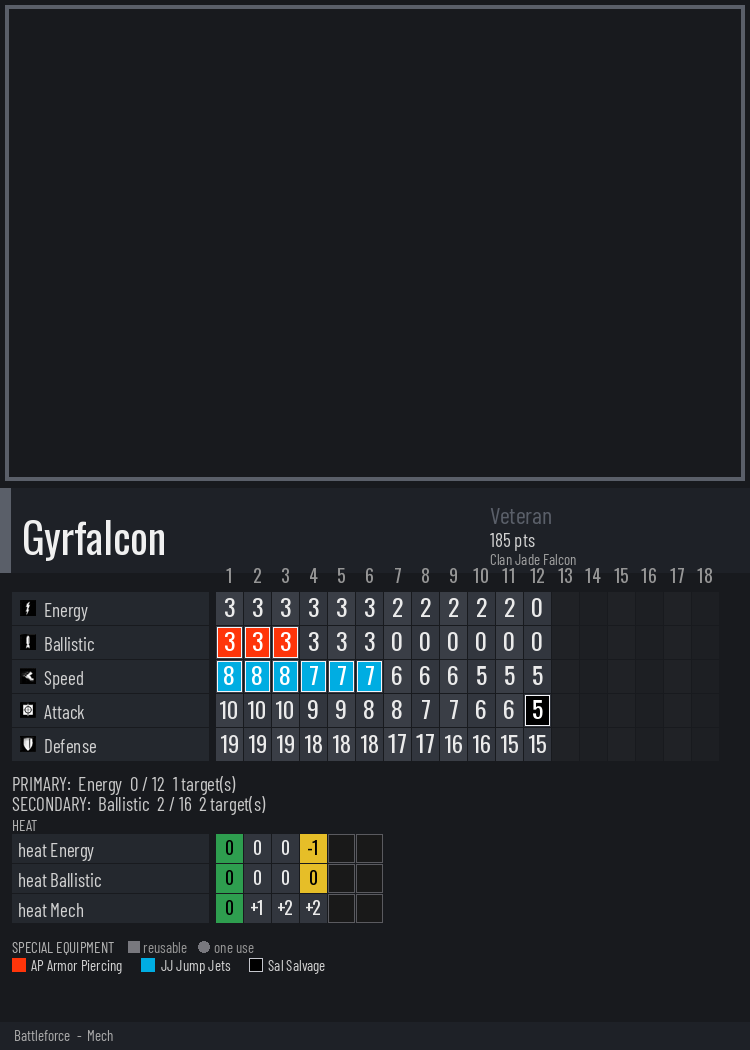 Gyrfalcon
Veteran
185 pts
Clan Jade Falcon
1 2 3 4 5 6 7 8 9 10 11 12 13 14 15 16 17 18
Energy 3 3 3 3 3 3 2 2 2 2 2 0
Ballistic 3 3 3 3 3 3 0 0 0 0 0 0
Speed 8 8 8 7 7 7 6 6 6 5 5 5
Attack 10 10 10 9 9 8 8 7 7 6 6 5
Defense 19 19 19 18 18 18 17 17 16 16 15 15
PRIMARY: Energy 0 / 12 1 target(s)
SECONDARY: Ballistic 2 / 16 2 target(s)
HEAT
heat Energy 0 0 0 -1
heat Ballistic 0 0 0 0
heat Mech 0 +1 +2 +2
SPECIAL EQUIPMENT reusable one use
AP Armor Piercing JJ Jump Jets Sal Salvage
Battleforce - Mech